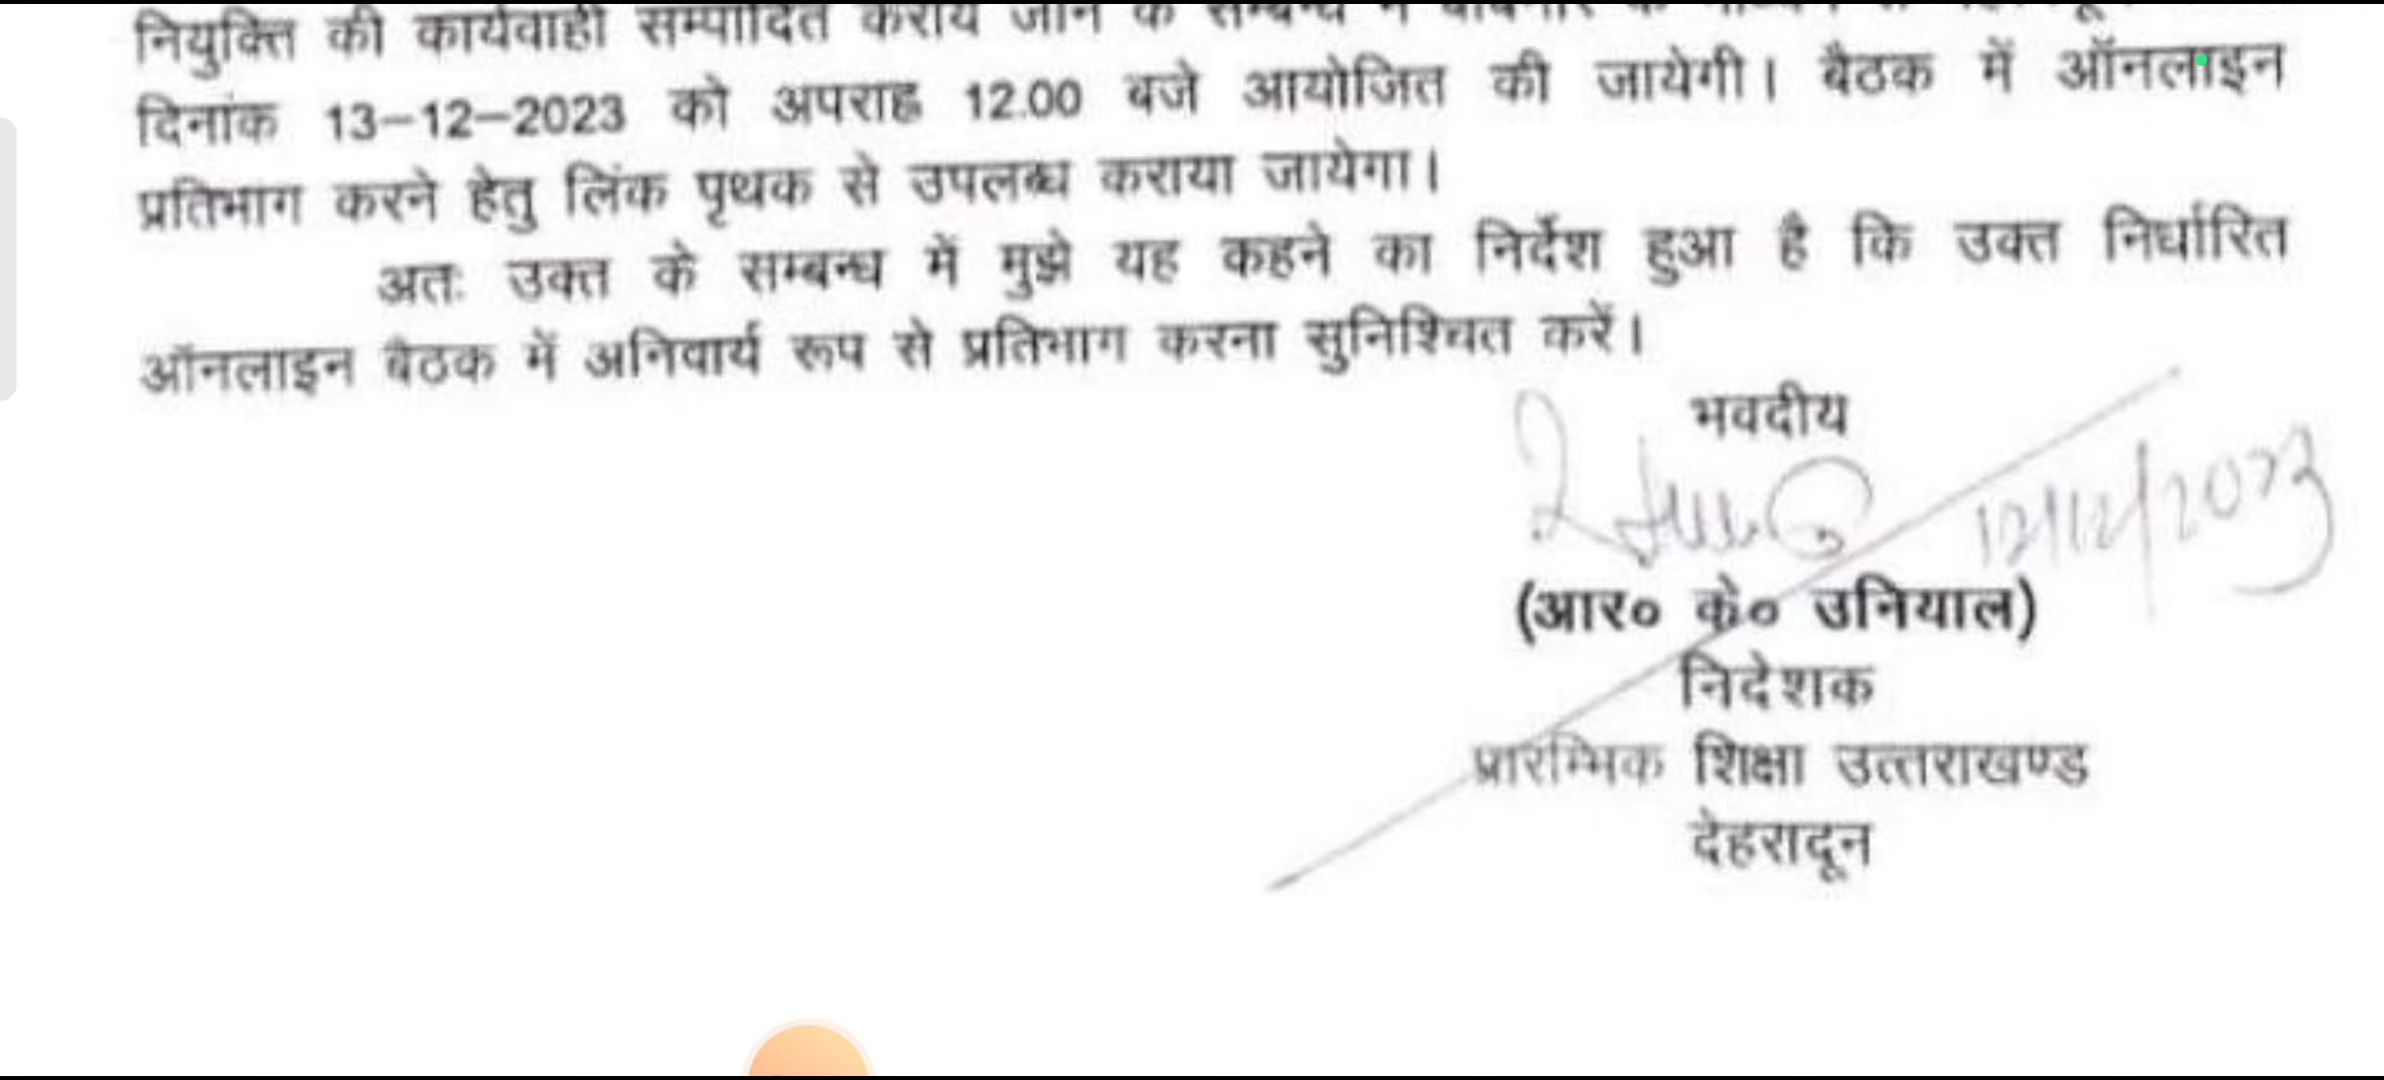 नियुक्ति की कार्यवाही सम्पादित कराये जाने के सम्बन्ध में
दिनांक 13–12–2023 को अपराह्न 12.00 बजे आयोजित की जायेगी। बैठक में ऑनलाइन
प्रतिभाग करने हेतु लिंक पृथक से उपलब्ध कराया जायेगा।
अतः उक्त के सम्बन्ध में मुझे यह कहने का निर्देश हुआ है कि उक्त निर्धारित
ऑनलाइन बैठक में अनिवार्य रूप से प्रतिभाग करना सुनिश्चित करें।
भवदीय
12/12/2023
(आर० के० उनियाल)
निदेशक
प्रारम्भिक शिक्षा उत्तराखण्ड
देहरादून